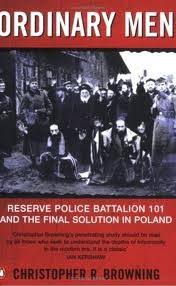 ORDINARY MEN
RESERVE POLICE BATTALION 101
AND THE FINAL SOLUTION IN POLAND
'Christopher Browning's penetrating study should be read
by all those who seek to understand the depths of inhumanity
in the modern era. It is a classic'
IAN KERSHAW
CHRISTOPHER R. BROWNING